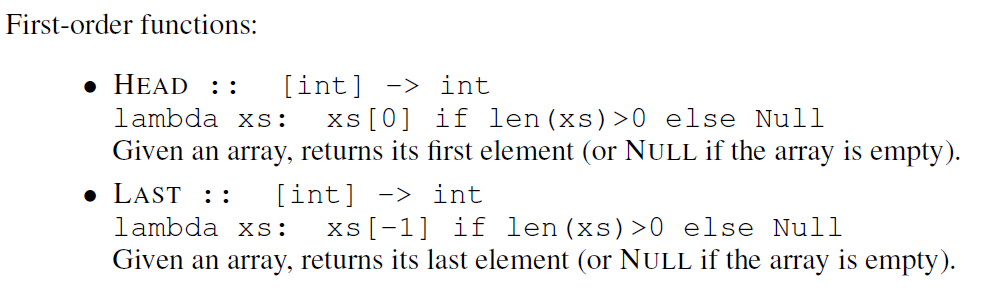 First-order functions:
• HEAD :: [int] -> int
lambda xs: xs[0] if len(xs)>0 else Null
Given an array, returns its first element (or NULL if the array is empty).
• LAST :: [int] -> int
lambda xs: xs[-1] if len(xs)>0 else Null
Given an array, returns its last element (or NULL if the array is empty).